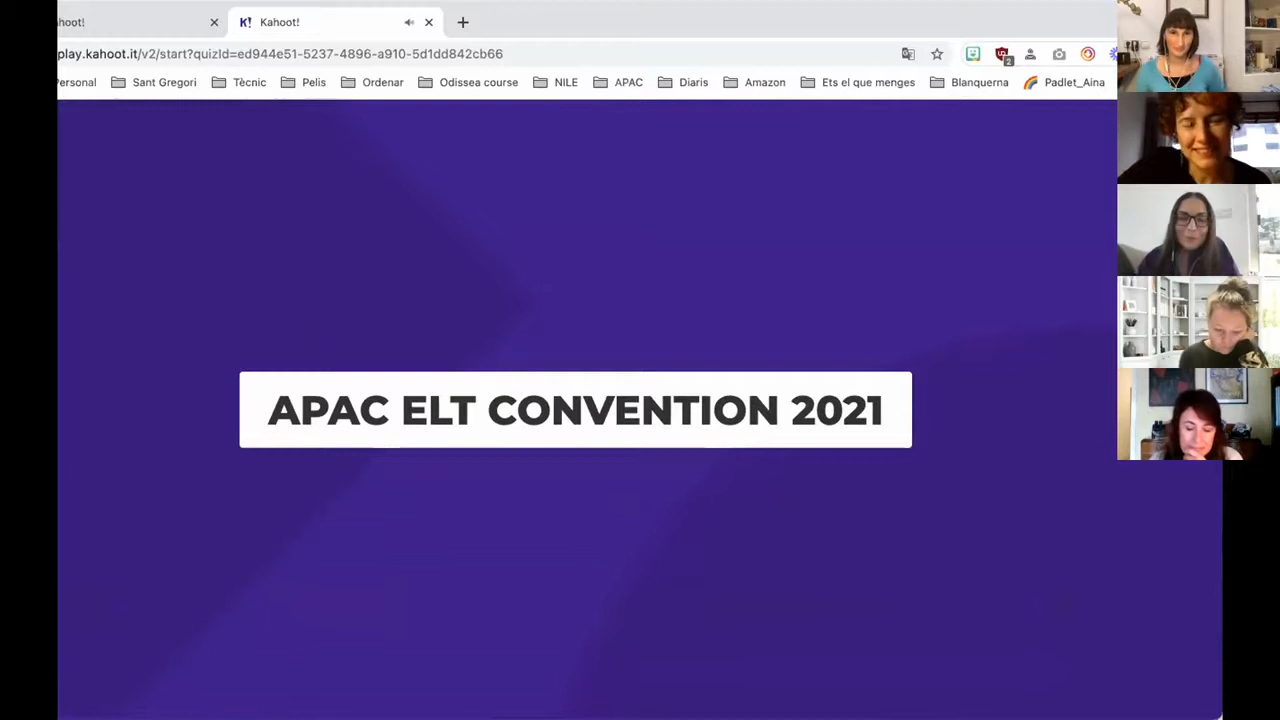 hoot!
K! Kahoot!
play.kahoot.it/v2/start?quizId=ed944e51-5237-4896-a910-5d1dd842cb66
2
Personal Sant Gregori Tècnic Pelis Ordenar Odissea course NILE APAC Diaris Amazon Ets el que menges Blanquerna Padlet_Aina
APAC ELT CONVENTION 2021